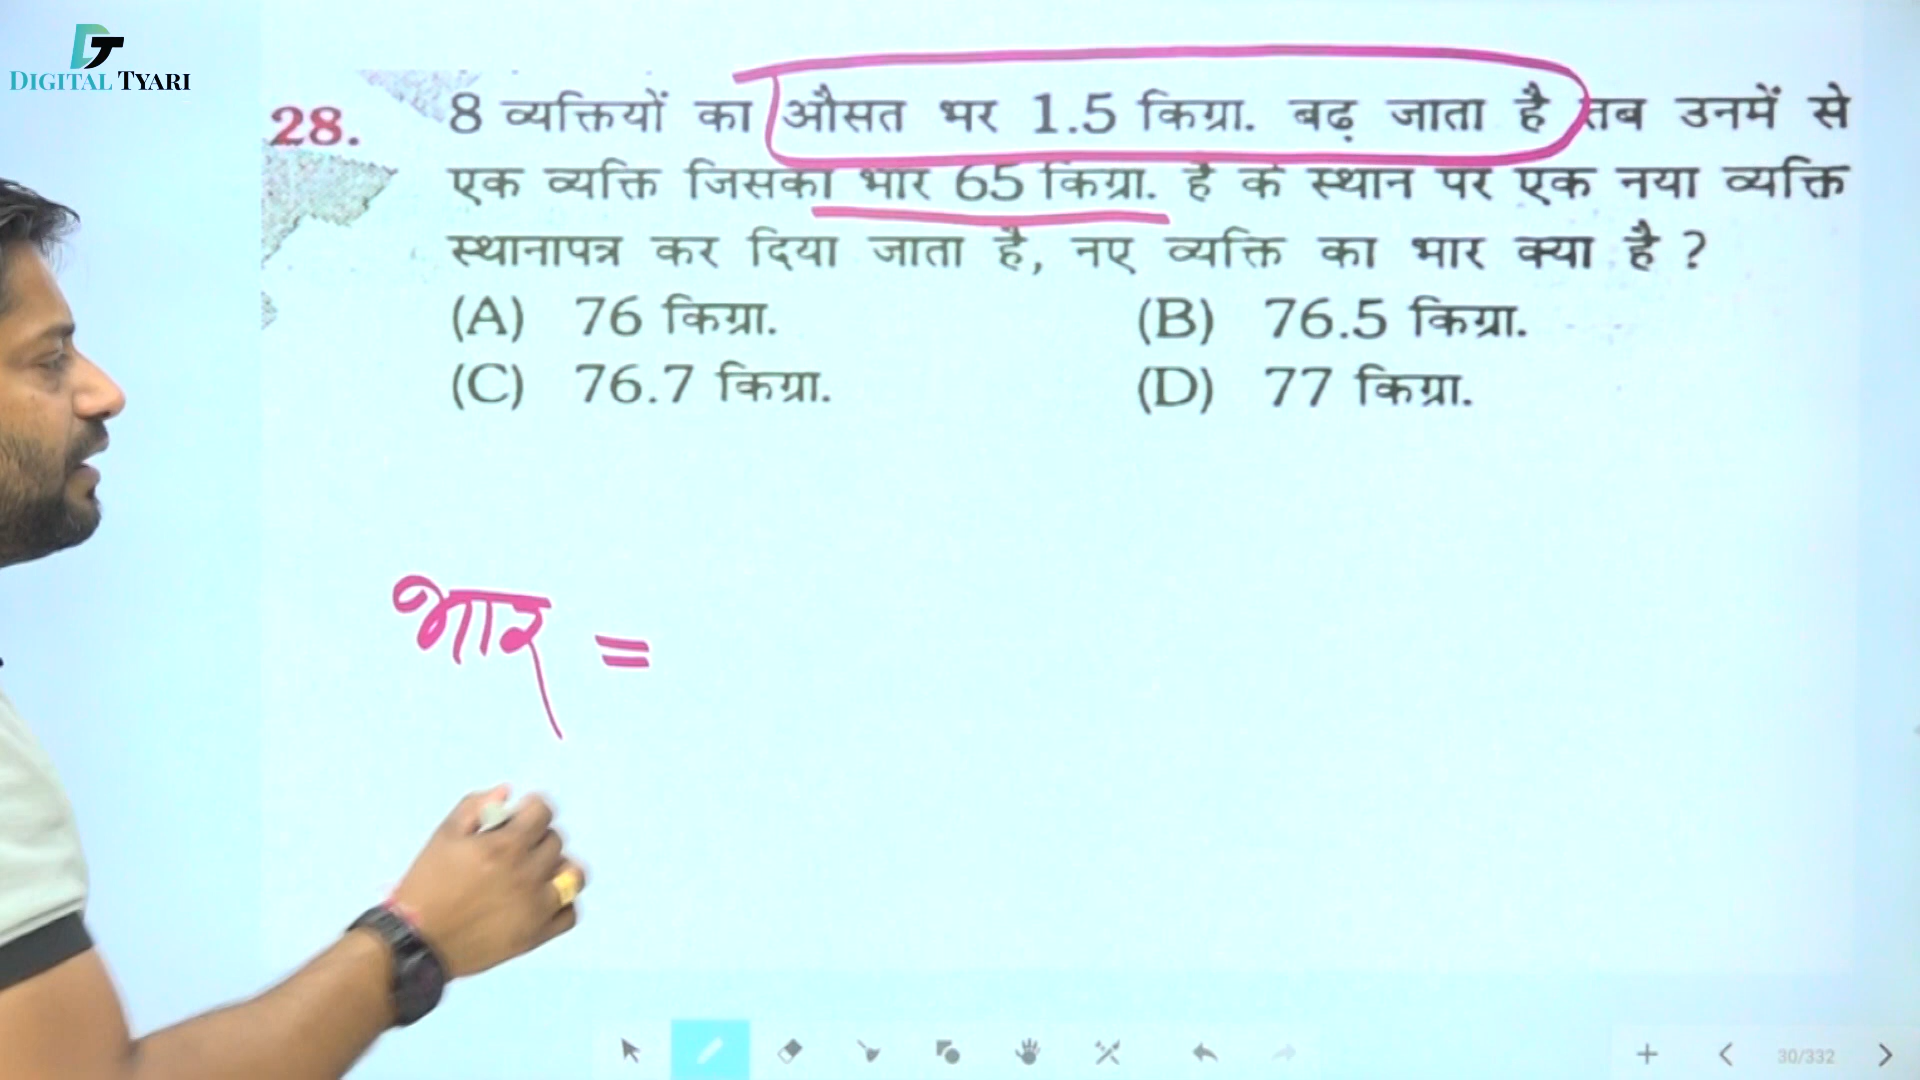 DIGITAL TYARI
28. 8 व्यक्तियों का औसत भर 1.5 किग्रा. बढ़ जाता है तब उनमें से
एक व्यक्ति जिसका भार 65 किग्रा. है के स्थान पर एक नया व्यक्ति
स्थानापत्र कर दिया जाता है, नए व्यक्ति का भार क्या है ?
(A) 76 किग्रा. (B) 76.5 किग्रा.
(C) 76.7 किग्रा. (D) 77 किग्रा.
भार =
30/332